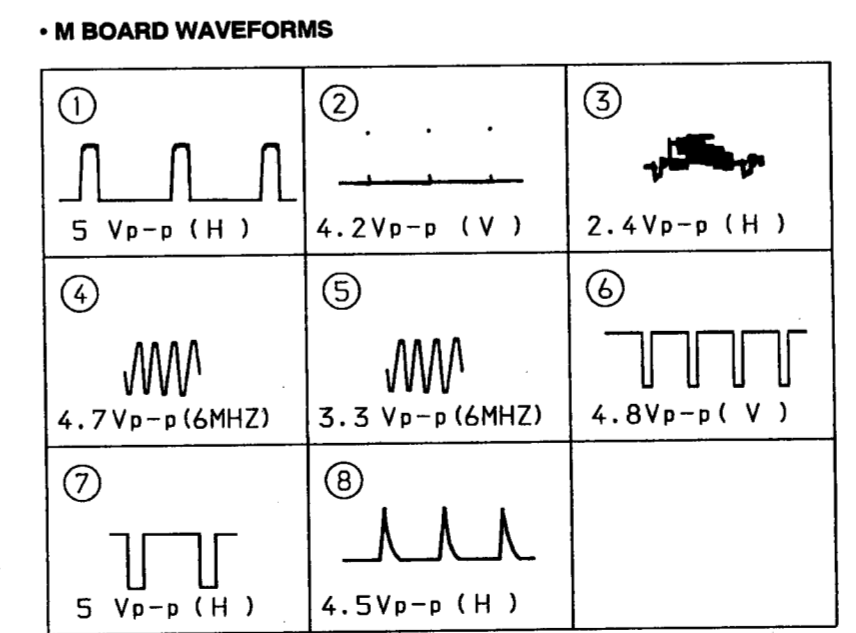 • M BOARD WAVEFORMS
① ② ③
5 Vp-p (H )
4.2Vp-p (V )
2.4Vp-p (H )
④ ⑤ ⑥
4.7Vp-p(6MHZ)
3.3 Vp-p(6MHZ)
4.8Vp-p( V )
⑦ ⑧
5 Vp-p (H )
4.5Vp-p (H )